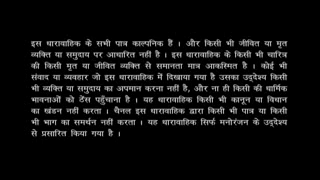 इस धारावाहिक के सभी पात्र काल्पनिक हैं । और किसी भी जीवित या मृत
व्यक्ति या समुदाय पर आधारित नहीं है । इस धारावाहिक के किसी भी चारित्र
की किसी मृत या जीवित व्यक्ति से समानता मात्र आकस्मित है । कोई भी
संवाद या व्यवहार जो इस धारावाहिक में दिखाया गया है उसका उद्देश्य किसी
भी व्यक्ति या समुदाय का अपमान करना नहीं है, और ना ही किसी की धार्मिक
भावनाओं को ठेस पहुँचाना है । यह धारावाहिक किसी भी कानून या विधान
का खंडन नहीं करता । चैनल इस धारावाहिक द्वारा किसी भी पात्र या किसी
भी भाग का समर्थन नहीं करता । यह धारावाहिक सिर्फ मनोरंजन के उद्देश्य
से प्रसारित किया गया है ।